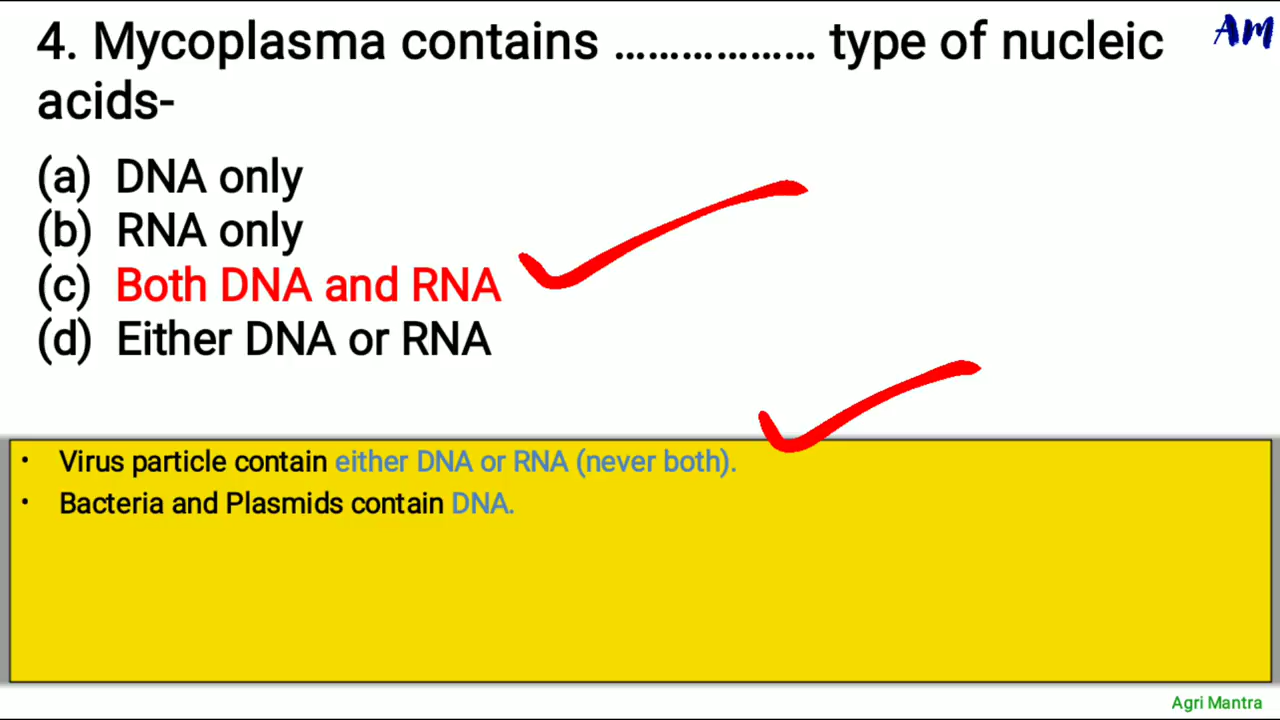 4. Mycoplasma contains ……………… type of nucleic
AM
acids-
(a) DNA only
(b) RNA only
(c) Both DNA and RNA
(d) Either DNA or RNA
• Virus particle contain either DNA or RNA (never both).
• Bacteria and Plasmids contain DNA.
Agri Mantra